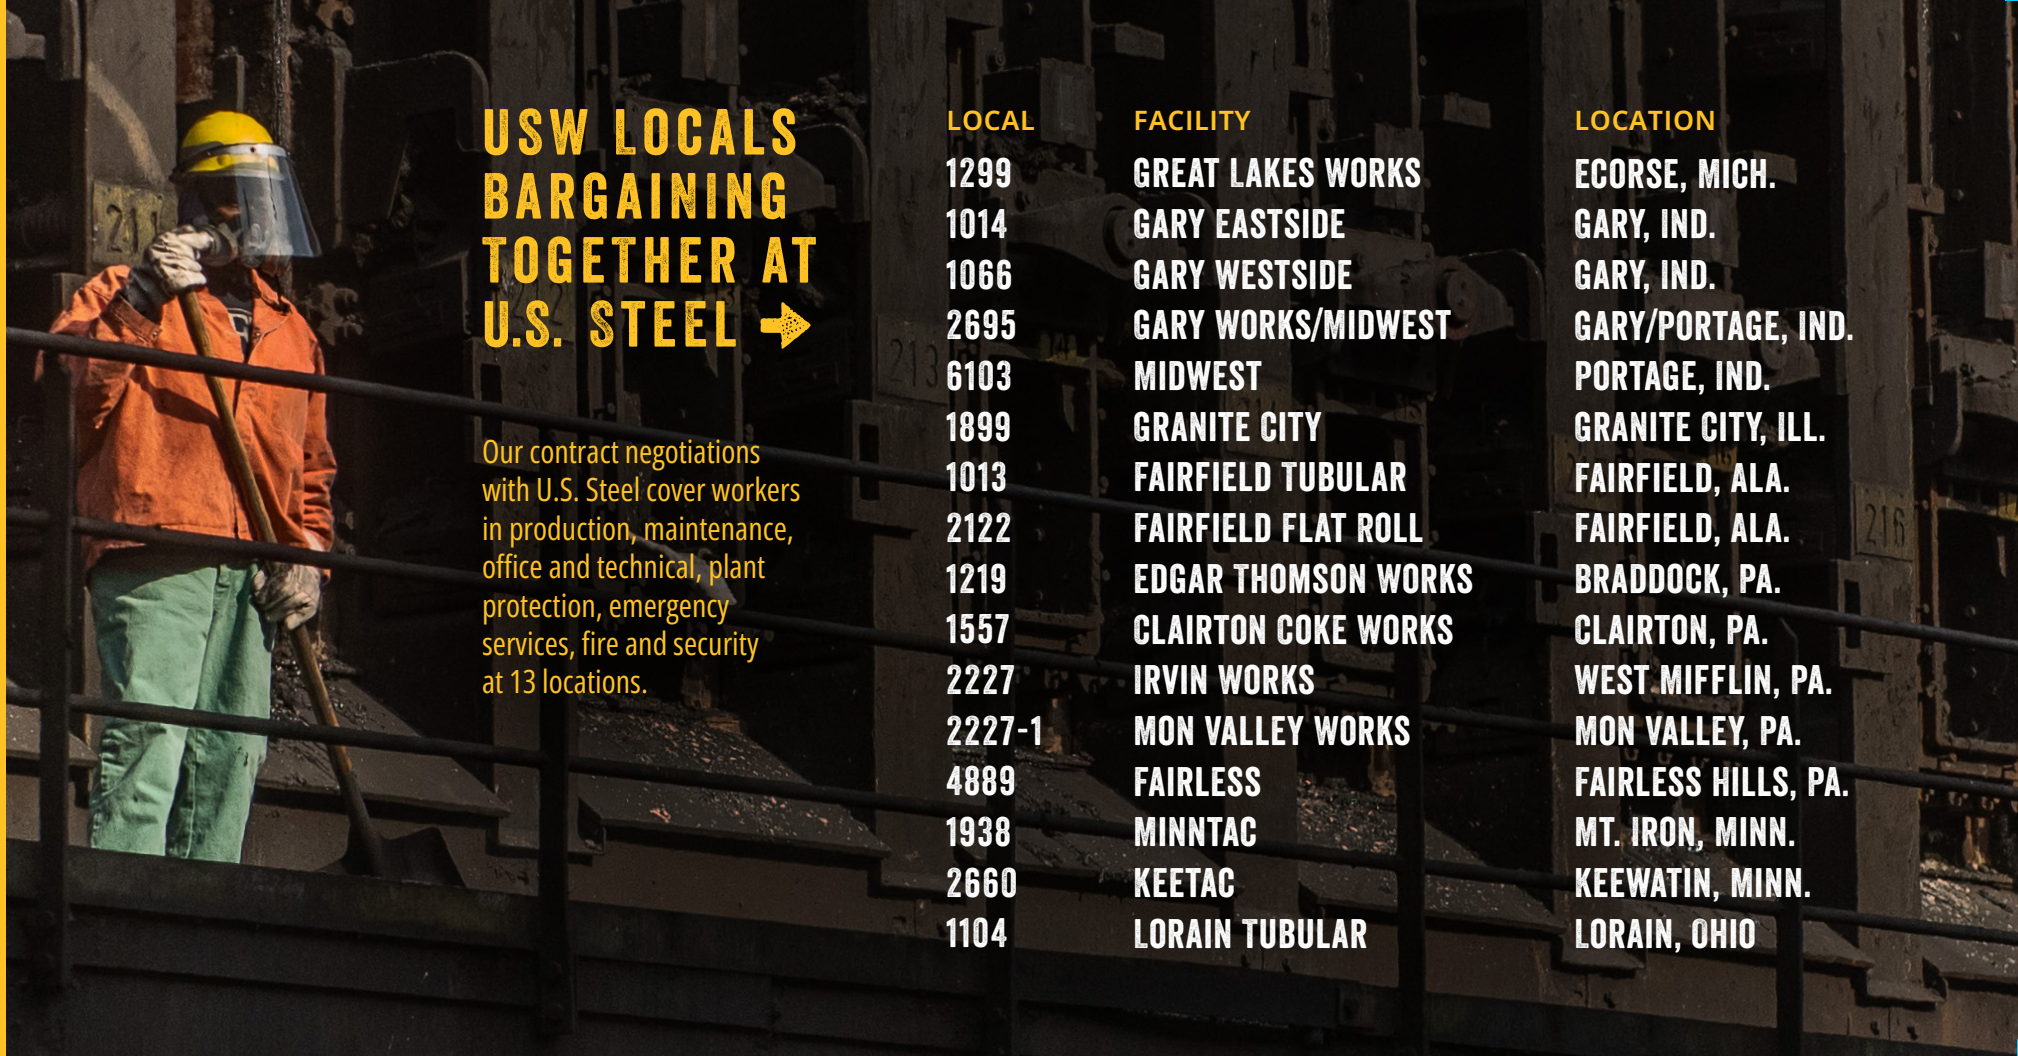 USW LOCALS
BARGAINING
TOGETHER AT
U.S. STEEL
Our contract negotiations
with U.S. Steel cover workers
in production, maintenance,
office and technical, plant
protection, emergency
services, fire and security
at 13 locations.
LOCAL FACILITY LOCATION
1299 GREAT LAKES WORKS ECORSE, MICH.
1014 GARY EASTSIDE GARY, IND.
1066 GARY WESTSIDE GARY, IND.
2695 GARY WORKS/MIDWEST GARY/PORTAGE, IND.
6103 MIDWEST PORTAGE, IND.
1899 GRANITE CITY GRANITE CITY, ILL.
1013 FAIRFIELD TUBULAR FAIRFIELD, ALA.
2122 FAIRFIELD FLAT ROLL FAIRFIELD, ALA.
1219 EDGAR THOMSON WORKS BRADDOCK, PA.
1557 CLAIRTON COKE WORKS CLAIRTON, PA.
2227 IRVIN WORKS WEST MIFFLIN, PA.
2227-1 MON VALLEY WORKS MON VALLEY, PA.
4889 FAIRLESS FAIRLESS HILLS, PA.
1938 MINNTAC MT. IRON, MINN.
2660 KEETAC KEEWATIN, MINN.
1104 LORAIN TUBULAR LORAIN, OHIO
213
216